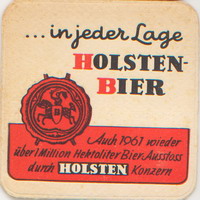 ...in jeder Lage
HOLSTEN-
BIER
Auch 1961 wieder
über 1 Million Hektoliter Bier-Ausstoss
durch HOLSTEN Konzern